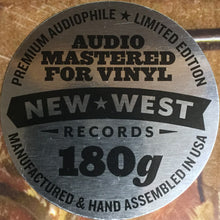 PREMIUM AUDIOPHILE ★ LIMITED EDITION
AUDIO
MASTERED
FOR VINYL
NEW★WEST
RECORDS
180g
MANUFACTURED & HAND ASSEMBLED IN USA